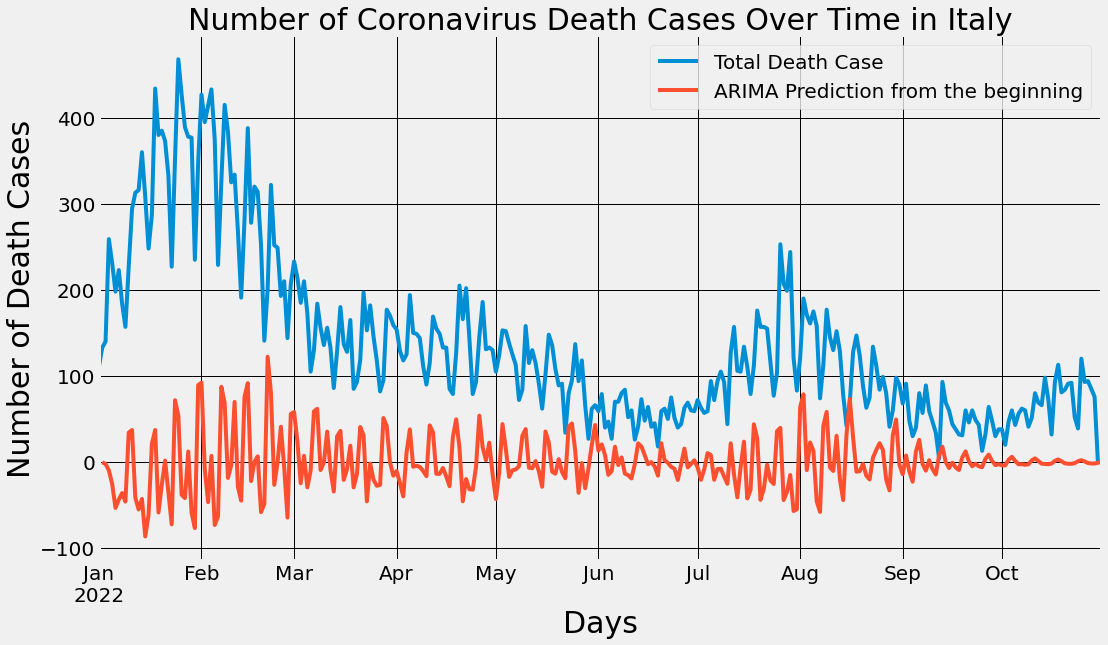 Number of Coronavirus Death Cases Over Time in Italy
Total Death Case
ARIMA Prediction from the beginning
Number of Death Cases
400
300
200
100
0
−100
Jan Feb Mar Apr May Jun Jul Aug Sep Oct
2022
Days